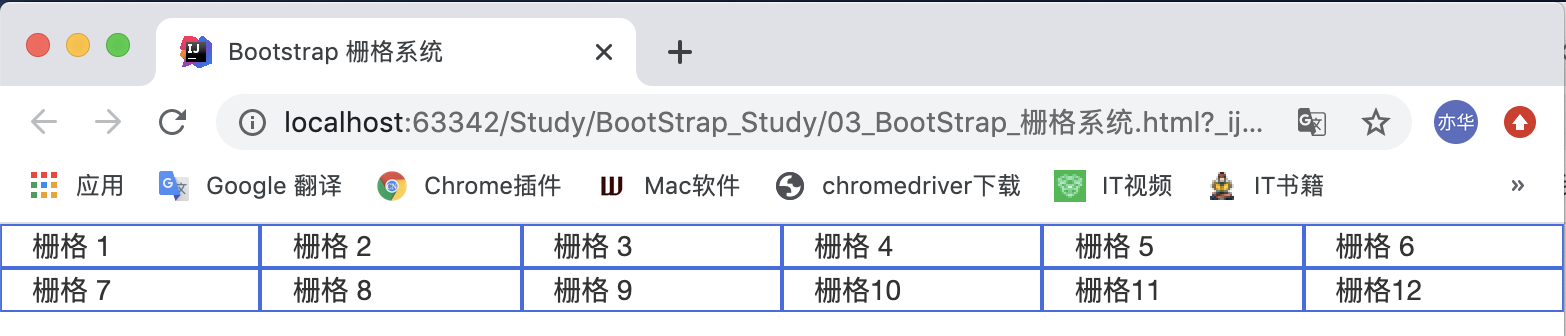 Bootstrap 栅格系统
localhost:63342/Study/BootStrap_Study/03_BootStrap_栅格系统.html?_ij... 亦华
应用 Google 翻译 Chrome插件 Mac软件 chromedriver下载 IT视频 IT书籍 »
栅格 1 栅格 2 栅格 3 栅格 4 栅格 5 栅格 6
栅格 7 栅格 8 栅格 9 栅格10 栅格11 栅格12